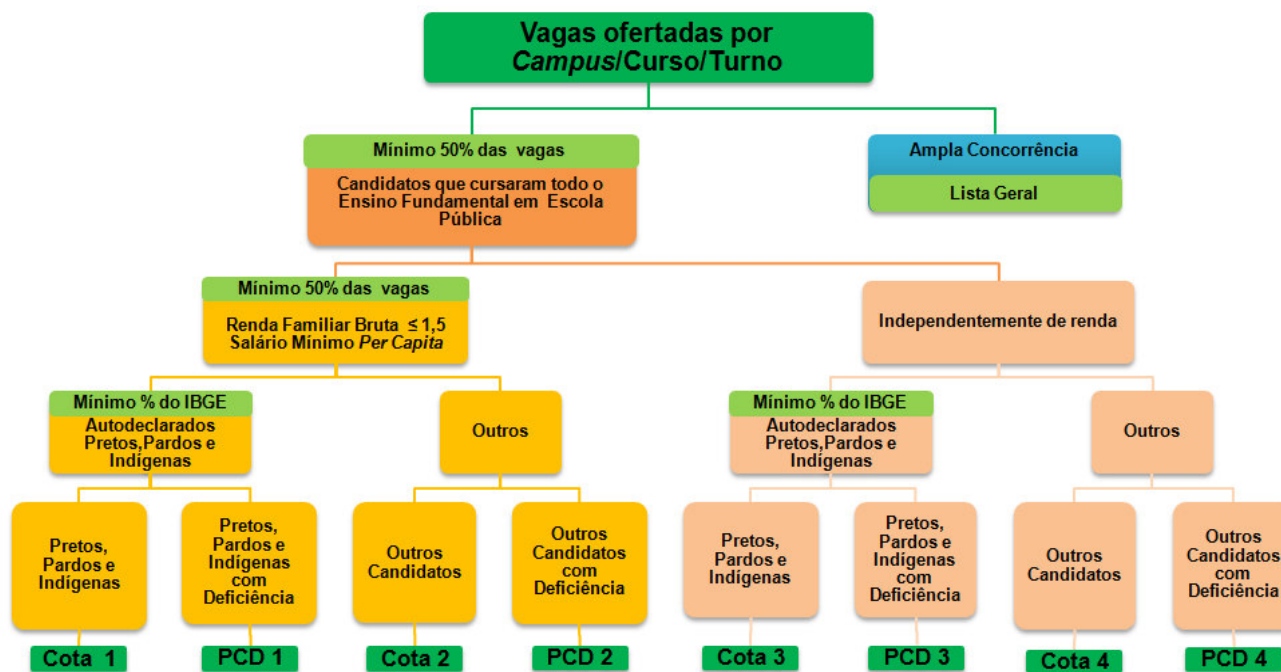 Vagas ofertadas por
Campus/Curso/Turno
Mínimo 50% das vagas
Candidatos que cursaram todo o
Ensino Fundamental em Escola
Pública
Ampla Concorrência
Lista Geral
Mínimo 50% das vagas
Renda Familiar Bruta ≤ 1,5
Salário Mínimo Per Capita
Independentemente de renda
Mínimo % do IBGE
Autodeclarados
Pretos,Pardos e
Indígenas
Outros
Mínimo % do IBGE
Autodeclarados
Pretos,Pardos e
Indígenas
Outros
Pretos,
Pardos e
Indígenas
Pretos,
Pardos e
Indígenas
com
Deficiência
Outros
Candidatos
Outros
Candidatos
com
Deficiência
Pretos,
Pardos e
Indígenas
Pretos,
Pardos e
Indígenas
com
Deficiência
Outros
Candidatos
Outros
Candidatos
com
Deficiência
Cota 1
PCD 1
Cota 2
PCD 2
Cota 3
PCD 3
Cota 4
PCD 4